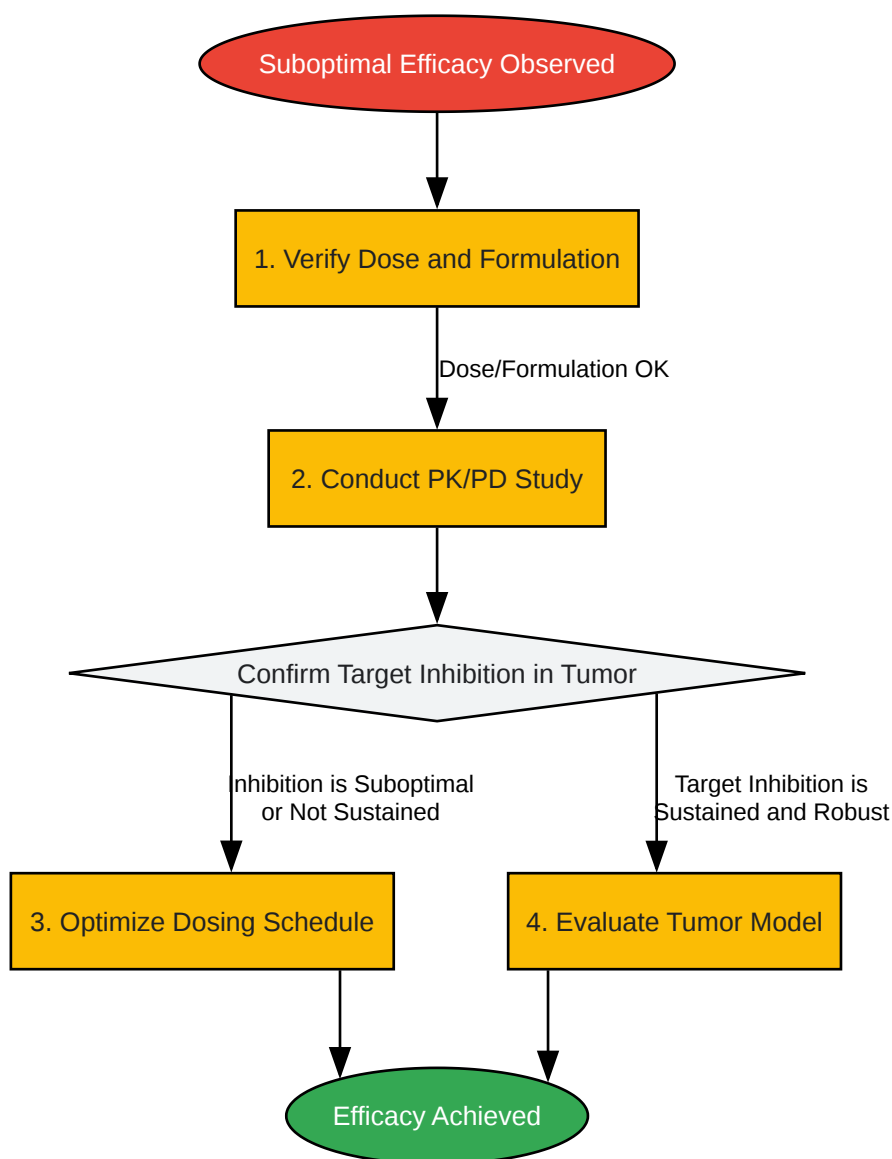 Suboptimal Efficacy Observed
1. Verify Dose and Formulation
Dose/Formulation OK
2. Conduct PK/PD Study
Confirm Target Inhibition in Tumor
Inhibition is Suboptimal
or Not Sustained
Target Inhibition is
Sustained and Robust
3. Optimize Dosing Schedule
4. Evaluate Tumor Model
Efficacy Achieved